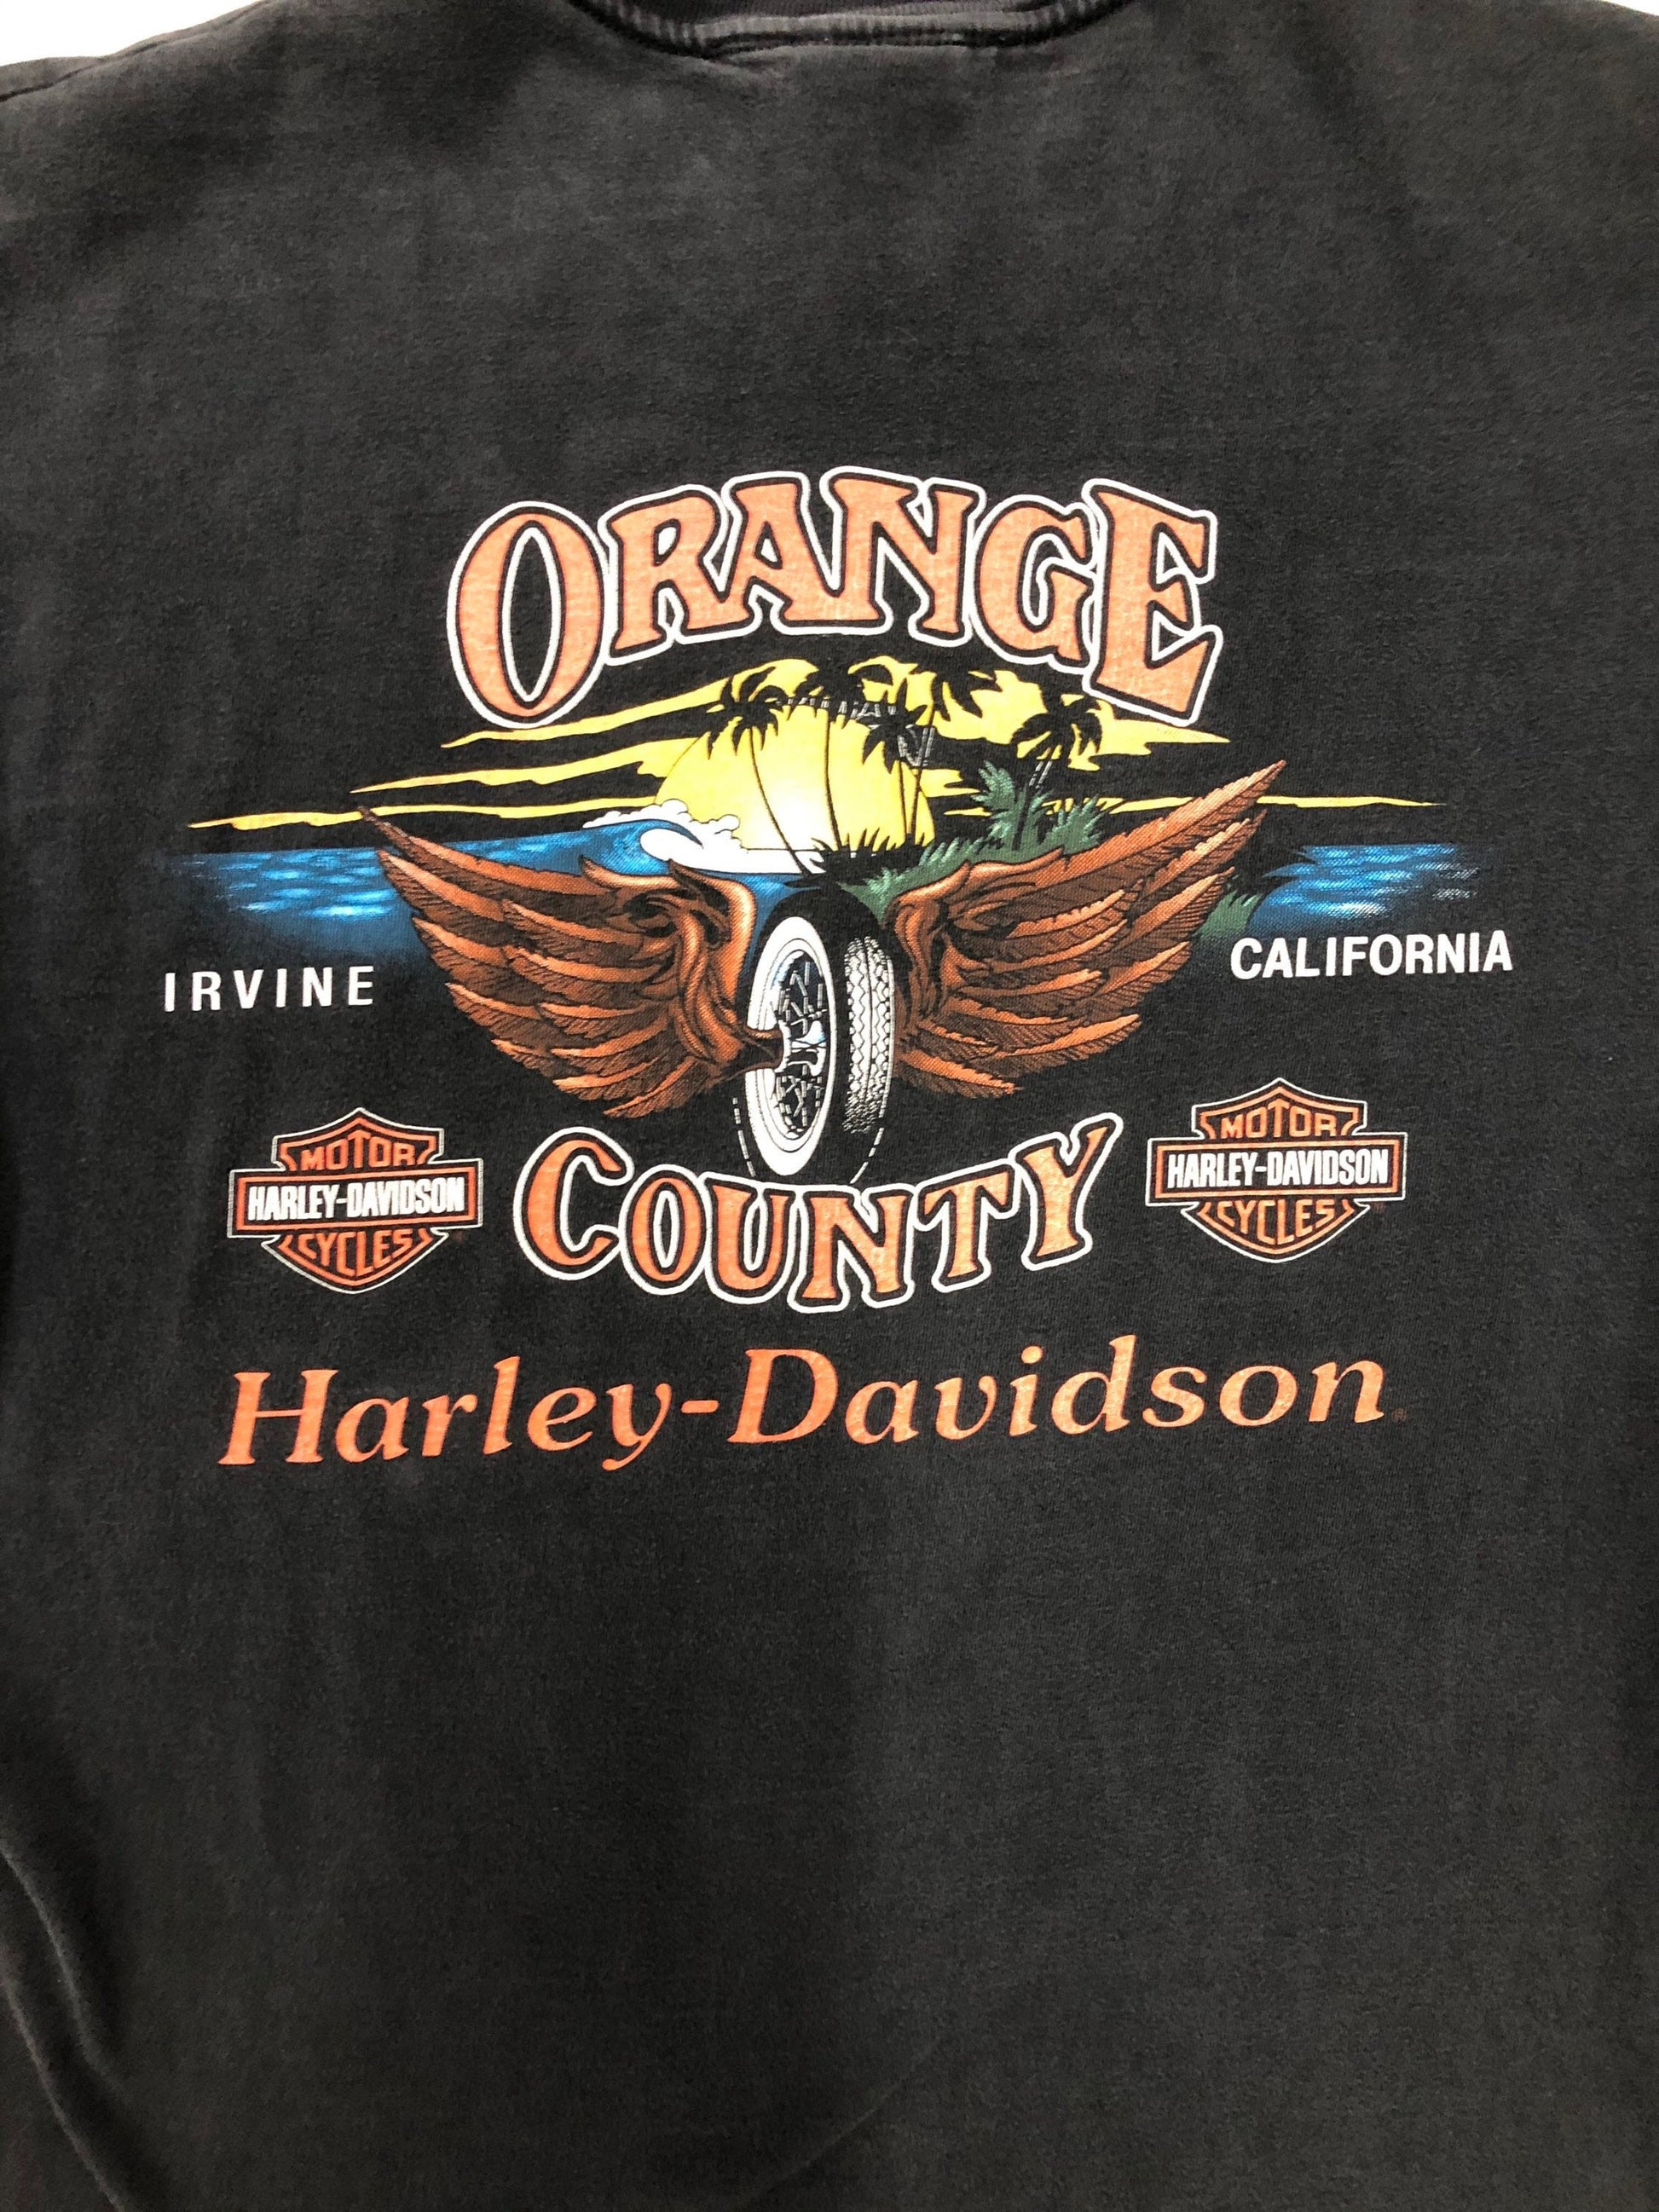 ORANGE
IRVINE
CALIFORNIA
MOTOR
HARLEY-DAVIDSON
CYCLES
COUNTY
MOTOR
HARLEY-DAVIDSON
CYCLES
Harley-Davidson